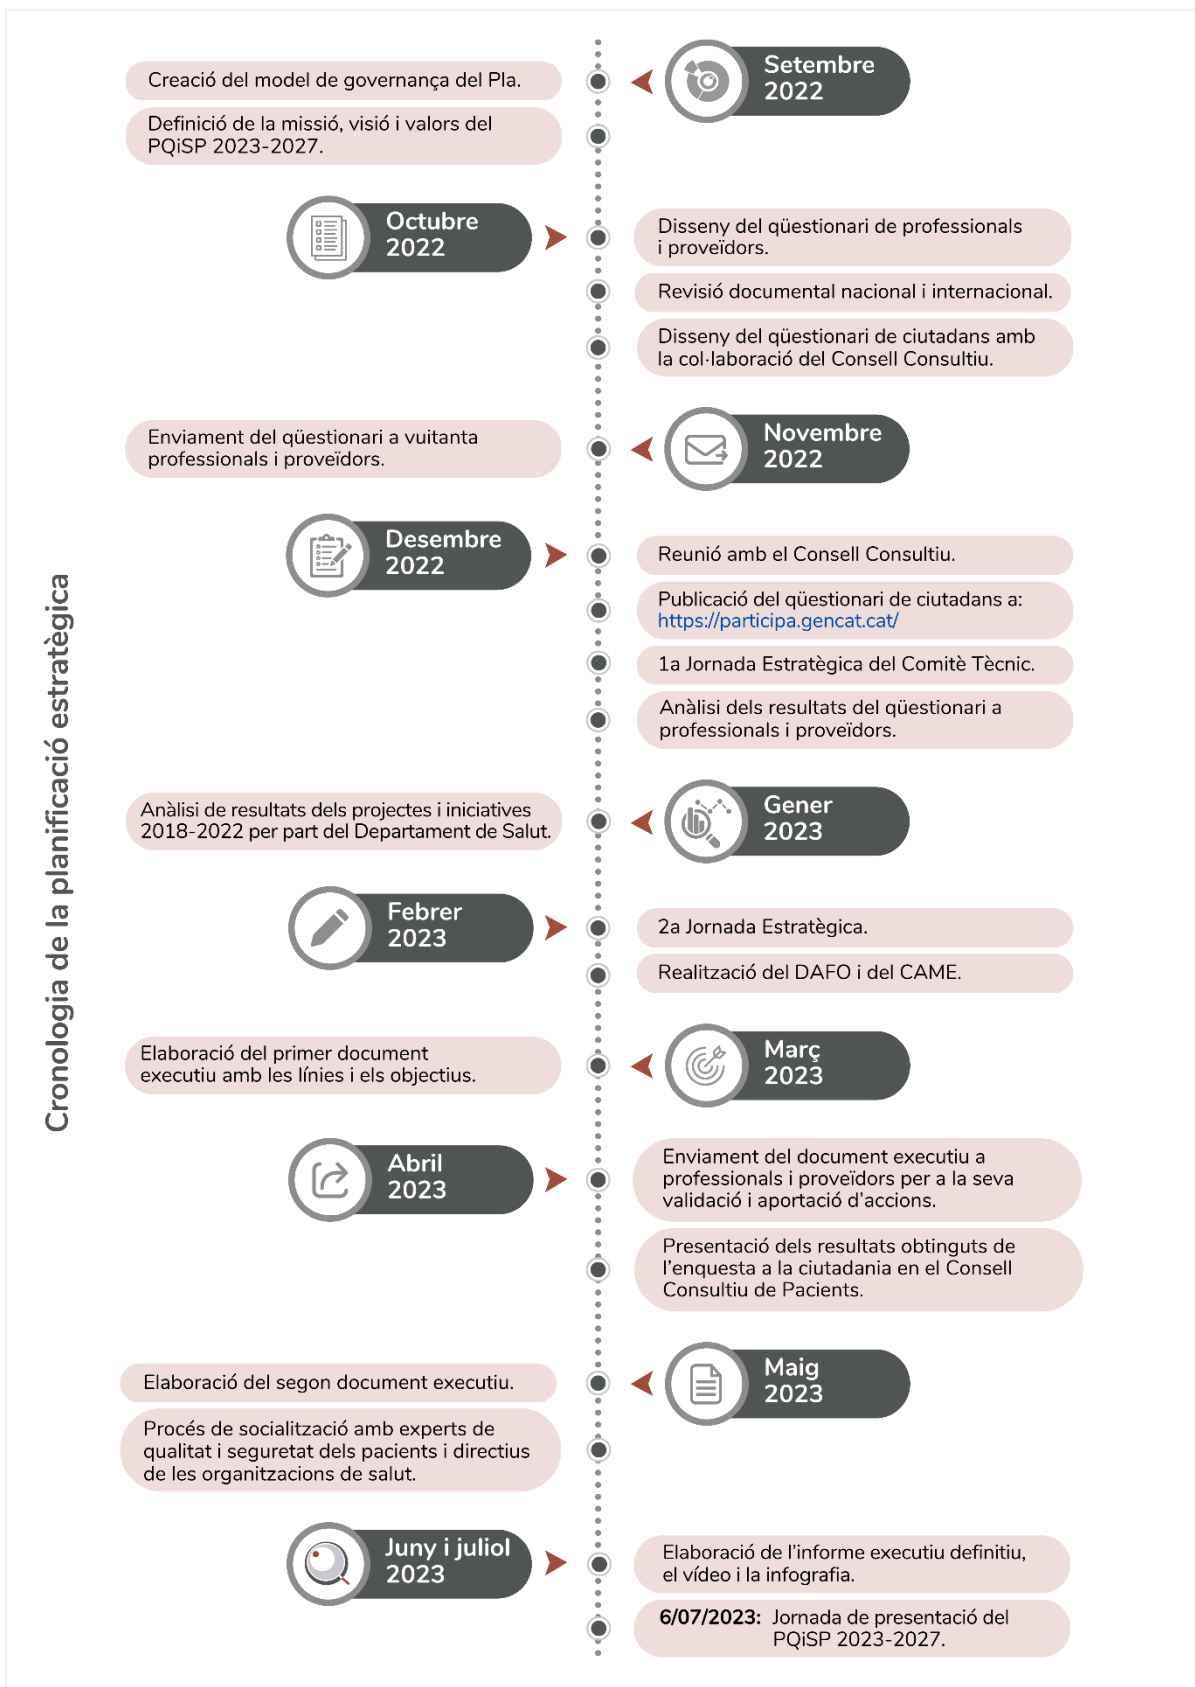 Cronologia de la planificació estratègica
Setembre
2022
Creació del model de governança del Pla.
Definició de la missió, visió i valors del
PQiSP 2023-2027.
Octubre
2022
Disseny del qüestionari de professionals
i proveïdors.
Revisió documental nacional i internacional.
Disseny del qüestionari de ciutadans amb
la col·laboració del Consell Consultiu.
Novembre
2022
Enviament del qüestionari a vuitanta
professionals i proveïdors.
Desembre
2022
Reunió amb el Consell Consultiu.
Publicació del qüestionari de ciutadans a:
https://participa.gencat.cat/
1a Jornada Estratègica del Comitè Tècnic.
Anàlisi dels resultats del qüestionari a
professionals i proveïdors.
Gener
2023
Anàlisi de resultats dels projectes i iniciatives
2018-2022 per part del Departament de Salut.
Febrer
2023
2a Jornada Estratègica.
Realització del DAFO i del CAME.
Març
2023
Elaboració del primer document
executiu amb les línies i els objectius.
Abril
2023
Enviament del document executiu a
professionals i proveïdors per a la seva
validació i aportació d'accions.
Presentació dels resultats obtinguts de
l'enquesta a la ciutadania en el Consell
Consultiu de Pacients.
Maig
2023
Elaboració del segon document executiu.
Procés de socialització amb experts de
qualitat i seguretat dels pacients i directius
de les organitzacions de salut.
Juny i juliol
2023
Elaboració de l'informe executiu definitiu,
el vídeo i la infografia.
6/07/2023: Jornada de presentació del
PQiSP 2023-2027.